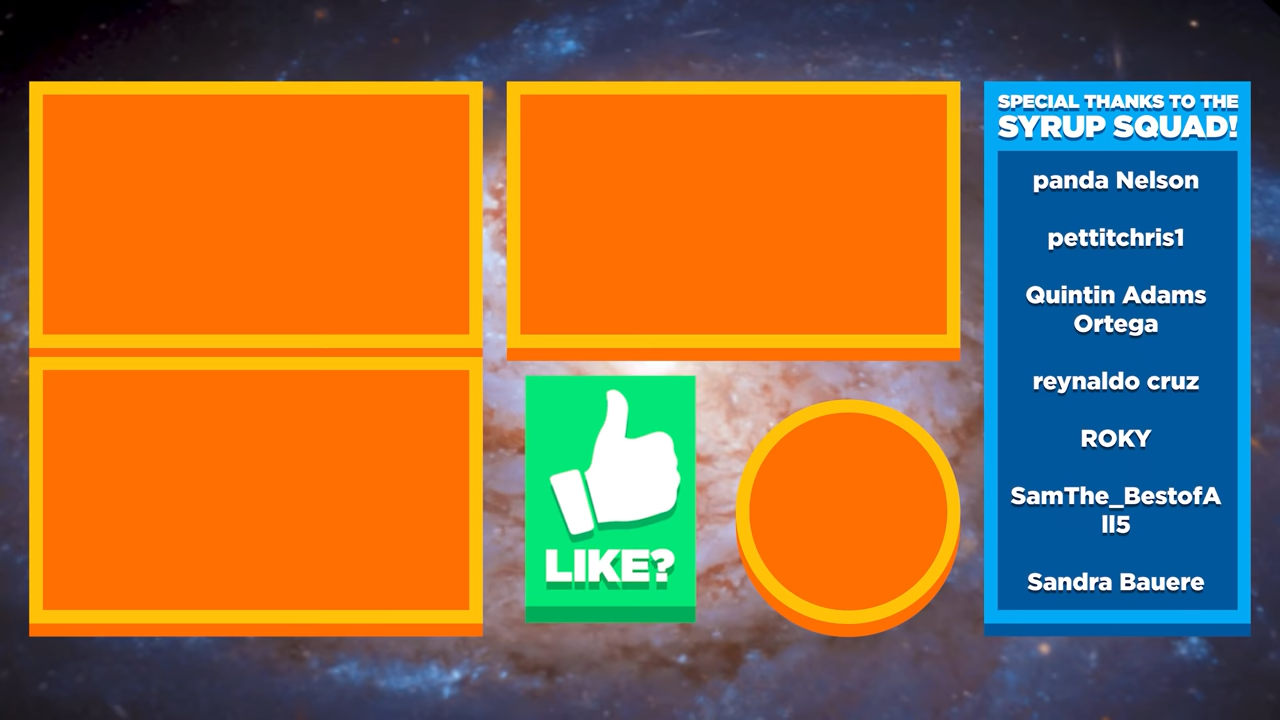 SPECIAL THANKS TO THE
SYRUP SQUAD!
panda Nelson
pettitchris1
Quintin Adams
Ortega
reynaldo cruz
ROKY
SamThe_BestofA
ll5
Sandra Bauere
LIKE?